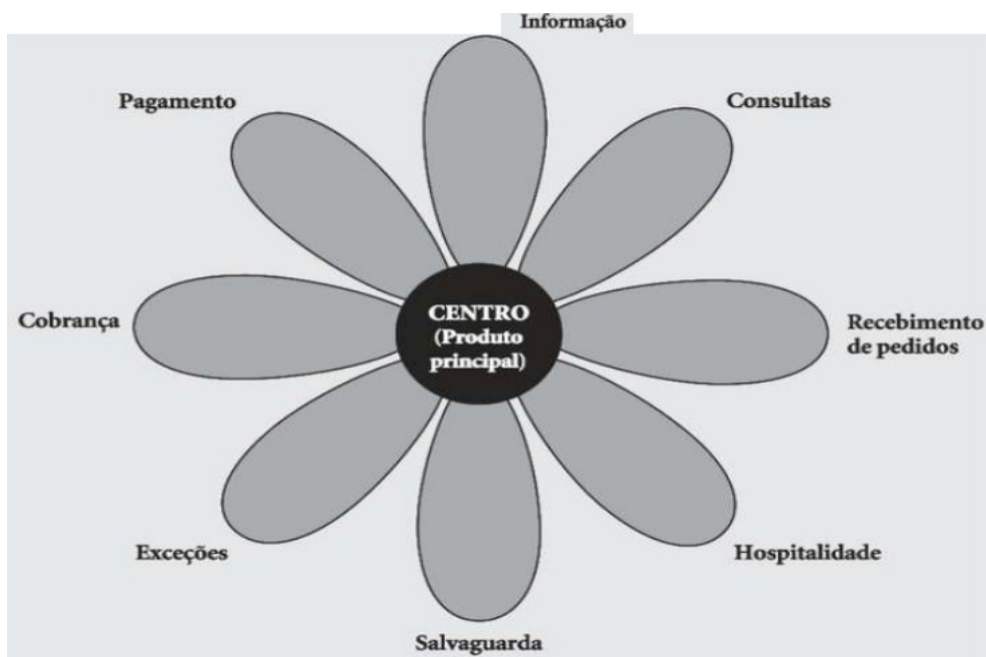 Informação
Pagamento
Consultas
Cobrança
CENTRO
(Produto
principal)
Recebimento
de pedidos
Exceções
Hospitalidade
Salvaguarda